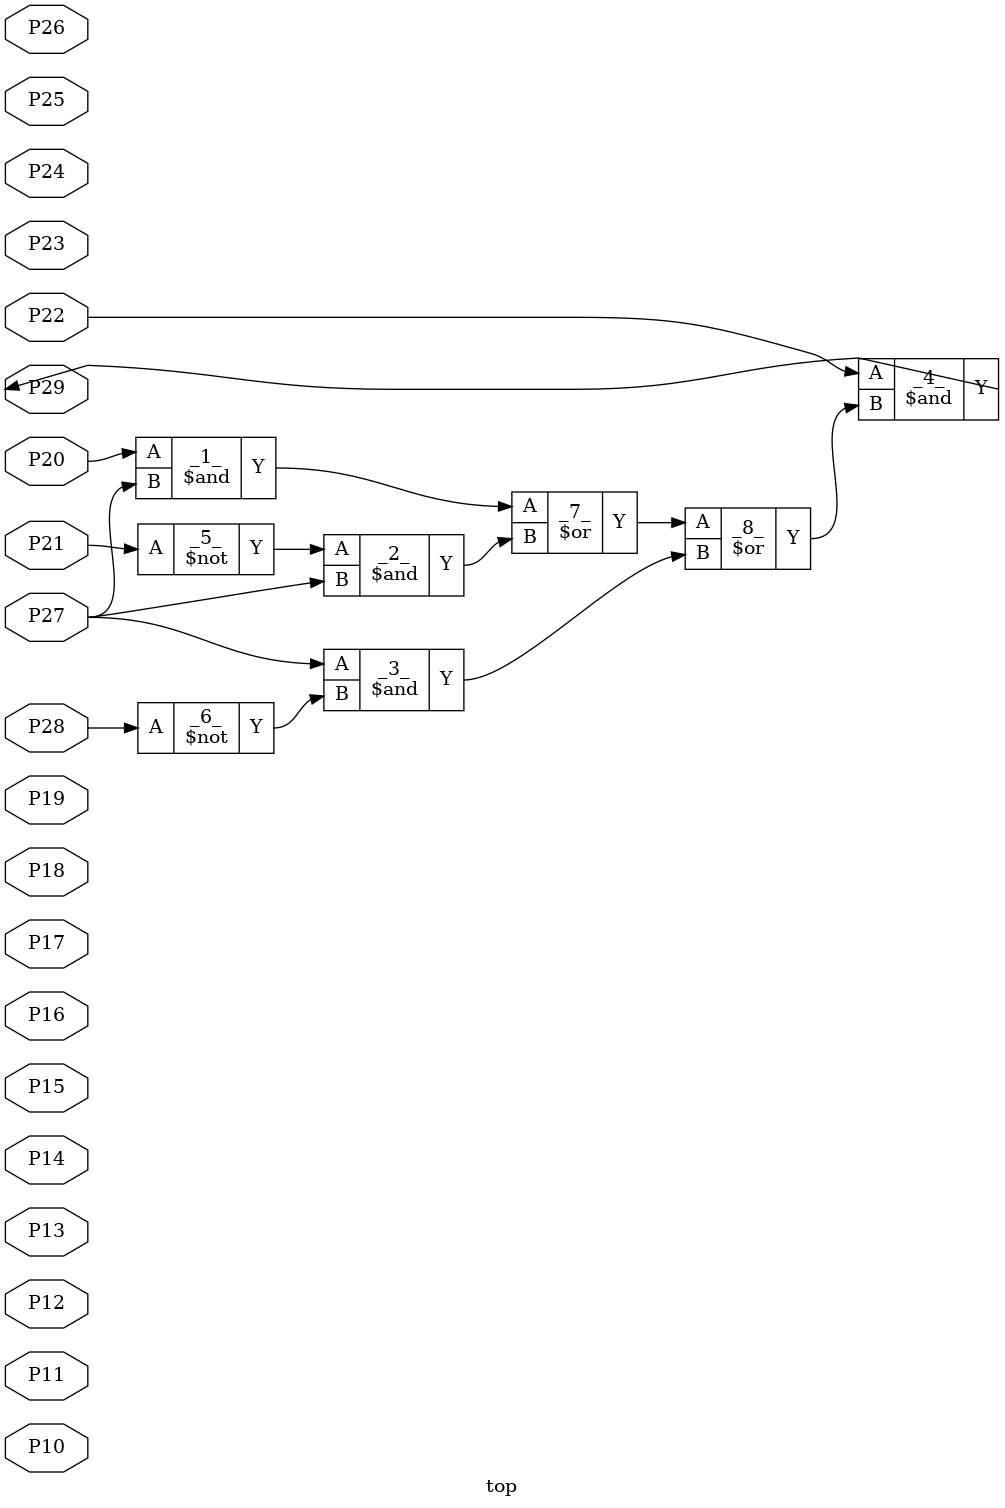 P26
P25
P24
P23
P22
P29
P20
P21
P27
P28
P19
P18
P17
P16
P15
P14
P13
P12
P11
P10
A
B
_1_
$and
Y
A
_5_
$not
Y
A
B
_2_
$and
Y
A
B
_3_
$and
Y
A
_6_
$not
Y
A
B
_7_
$or
Y
A
B
_8_
$or
Y
A
B
_4_
$and
Y
top